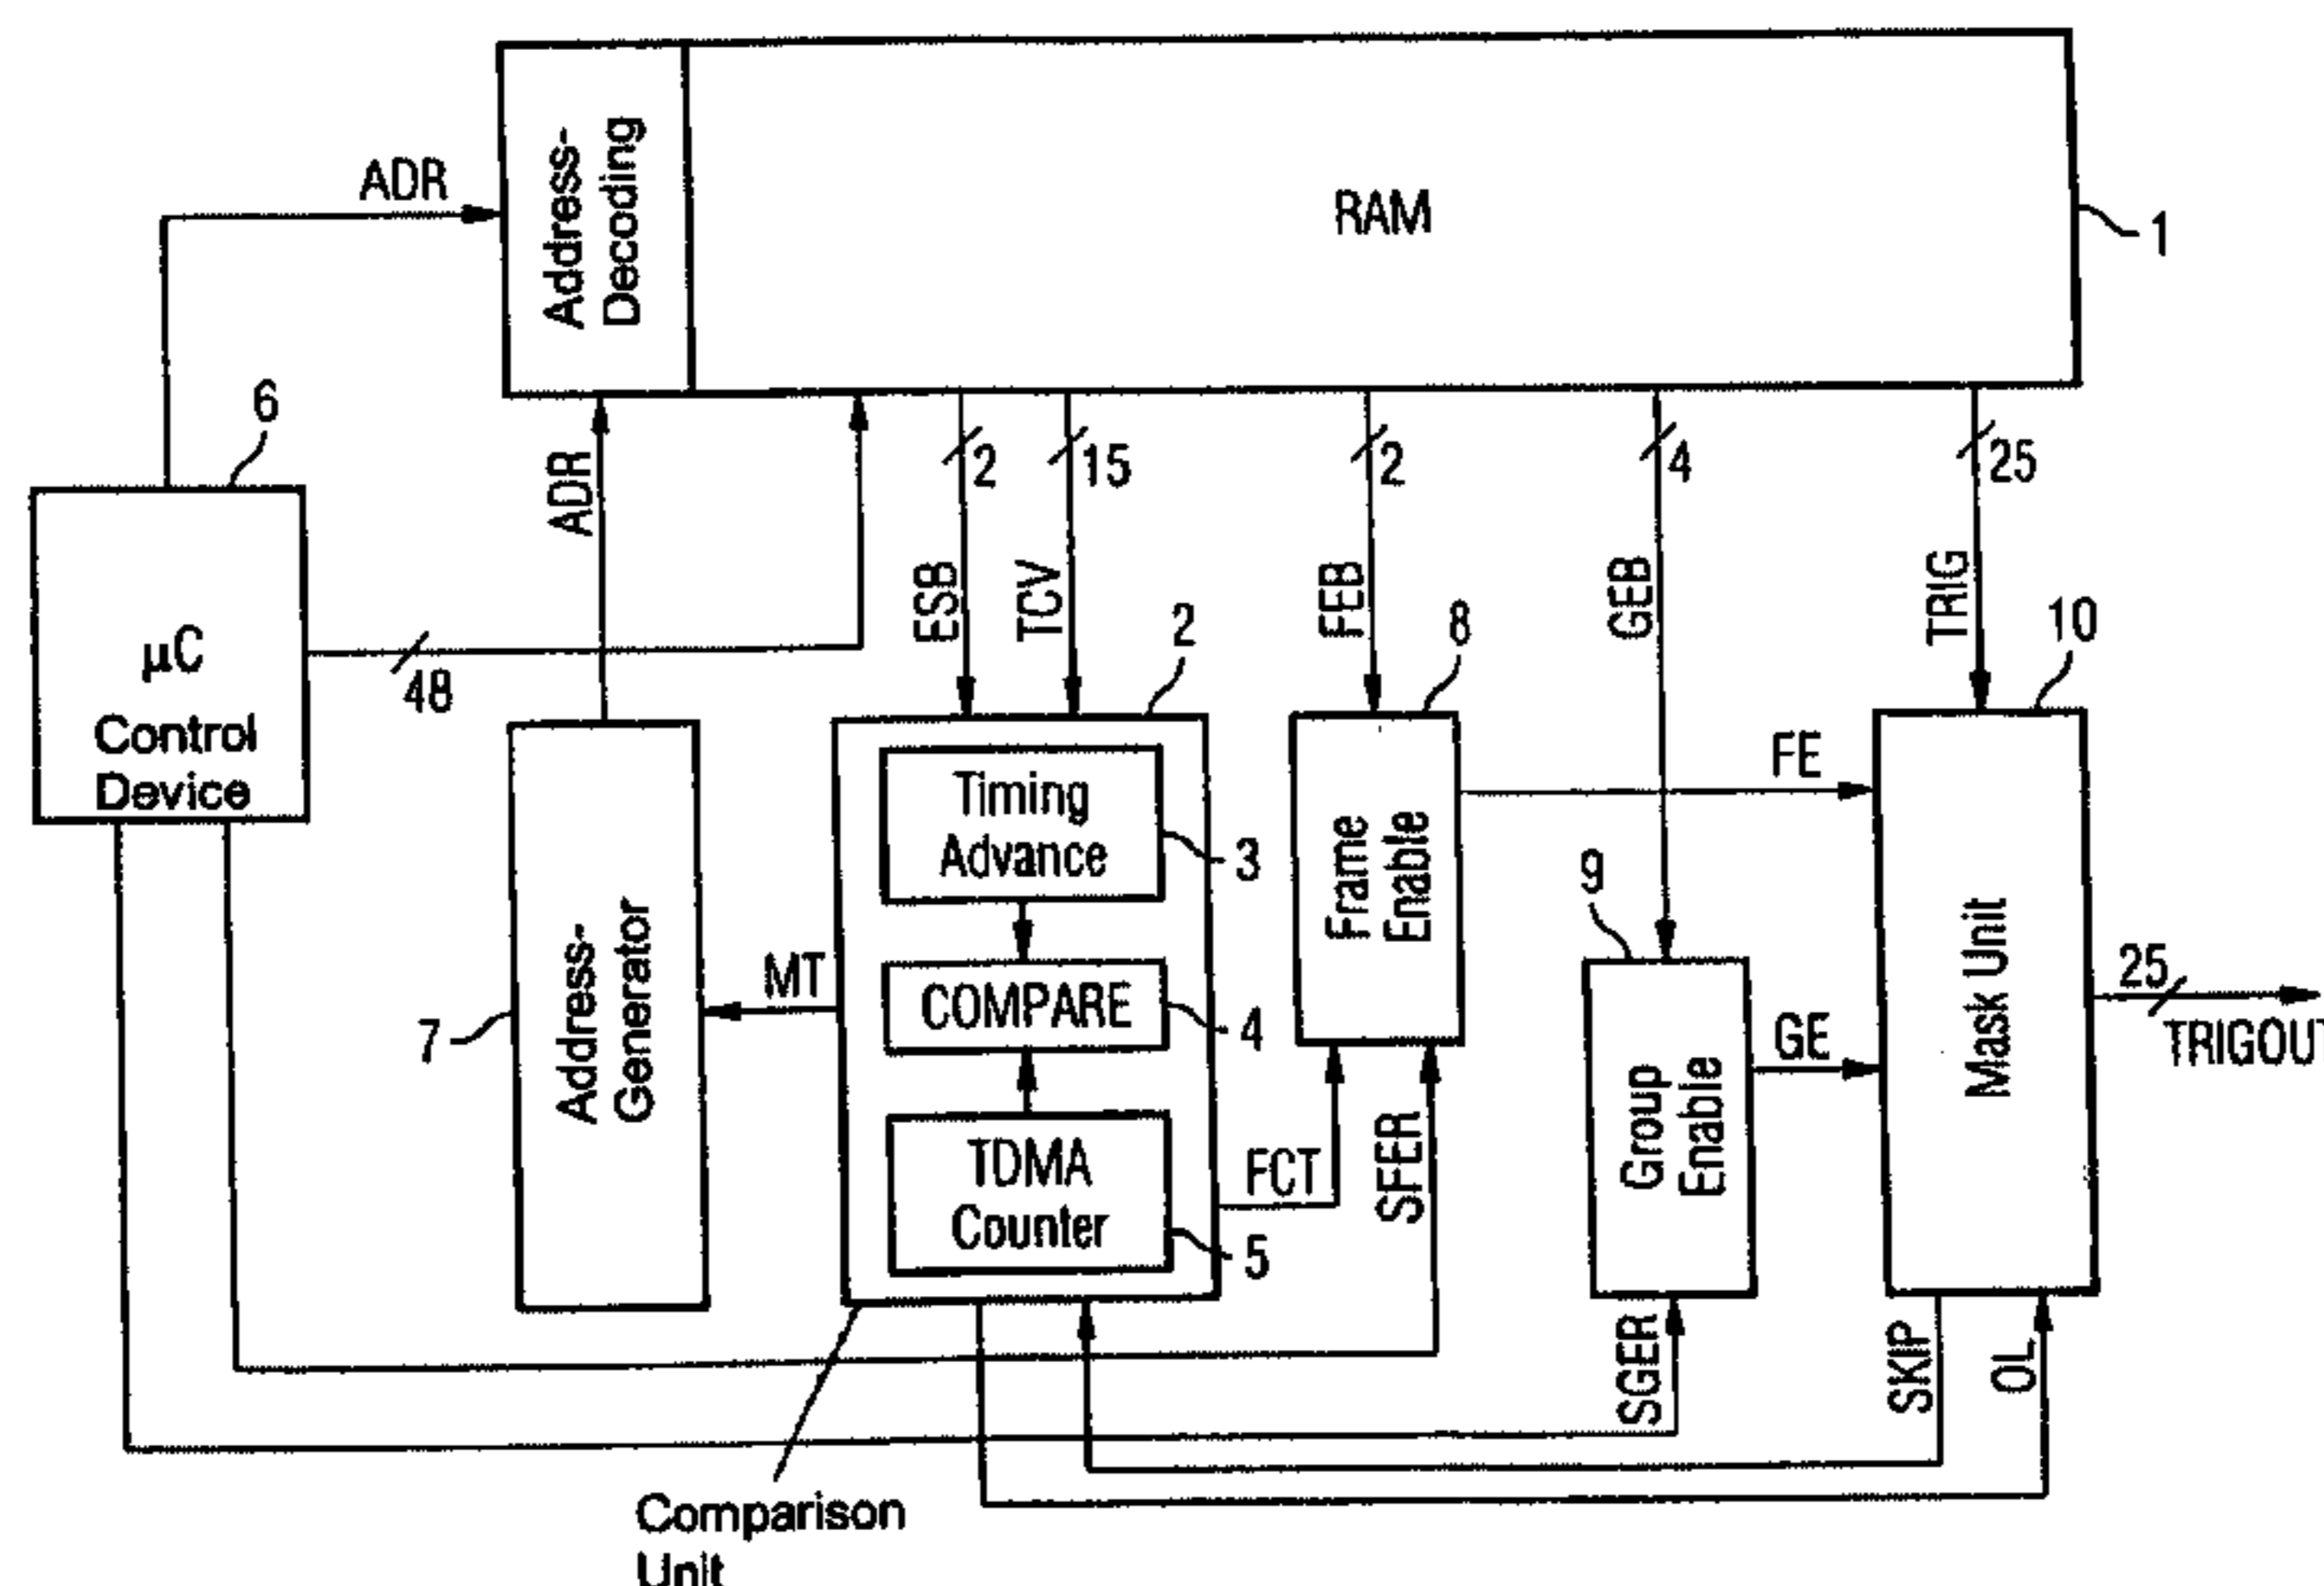 RAM
Address-
Decoding
ADR
1
6
ADR
2
15
2
4
25
ESB
TCV
FEB
GEB
TRIG
µC
Control
Device
48
2
8
10
Timing
Advance
3
FE
Frame
Enable
9
Mask Unit
Address-
Generator
7
MT
COMPARE
4
25
TRIGOUT
GE
Group
Enable
TDMA
Counter
5
FCT
SFER
SGER
SKIP
OL
Comparison
Unit